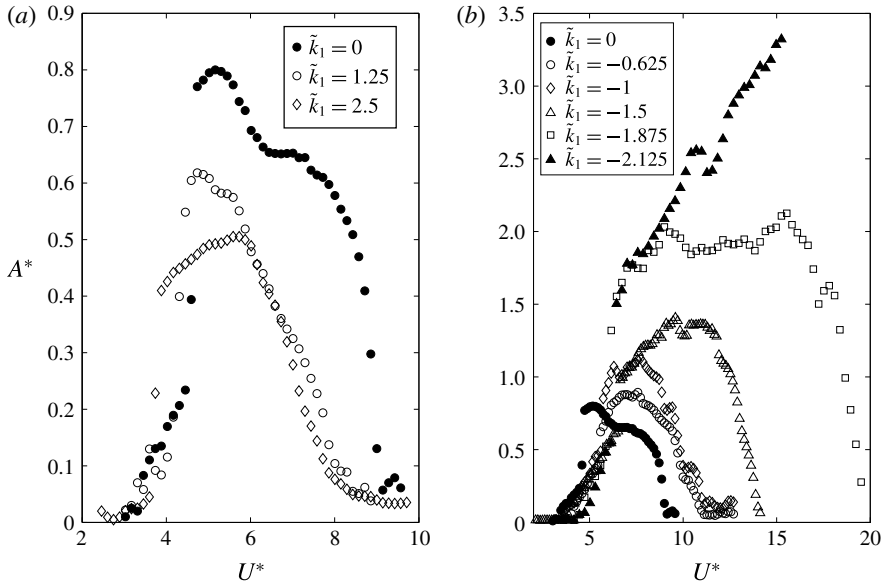 (a)
0.9
0.8
0.7
0.6
0.5
0.4
0.3
0.2
0.1
0
A*
2
4
6
8
10
U*
k̃₁ = 0
k̃₁ = 1.25
k̃₁ = 2.5
(b)
3.5
3.0
2.5
2.0
1.5
1.0
0.5
0
5
10
15
20
U*
k̃₁ = 0
k̃₁ = −0.625
k̃₁ = −1
k̃₁ = −1.5
k̃₁ = −1.875
k̃₁ = −2.125